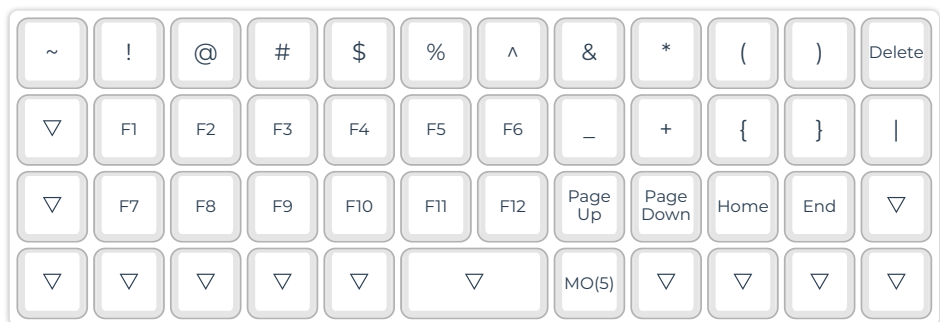 ~ ! @ # $ % ^ & * ( ) Delete
▽ F1 F2 F3 F4 F5 F6 _ + { } |
▽ F7 F8 F9 F10 F11 F12 Page Up Page Down Home End ▽
▽ ▽ ▽ ▽ ▽ ▽ MO(5) ▽ ▽ ▽ ▽